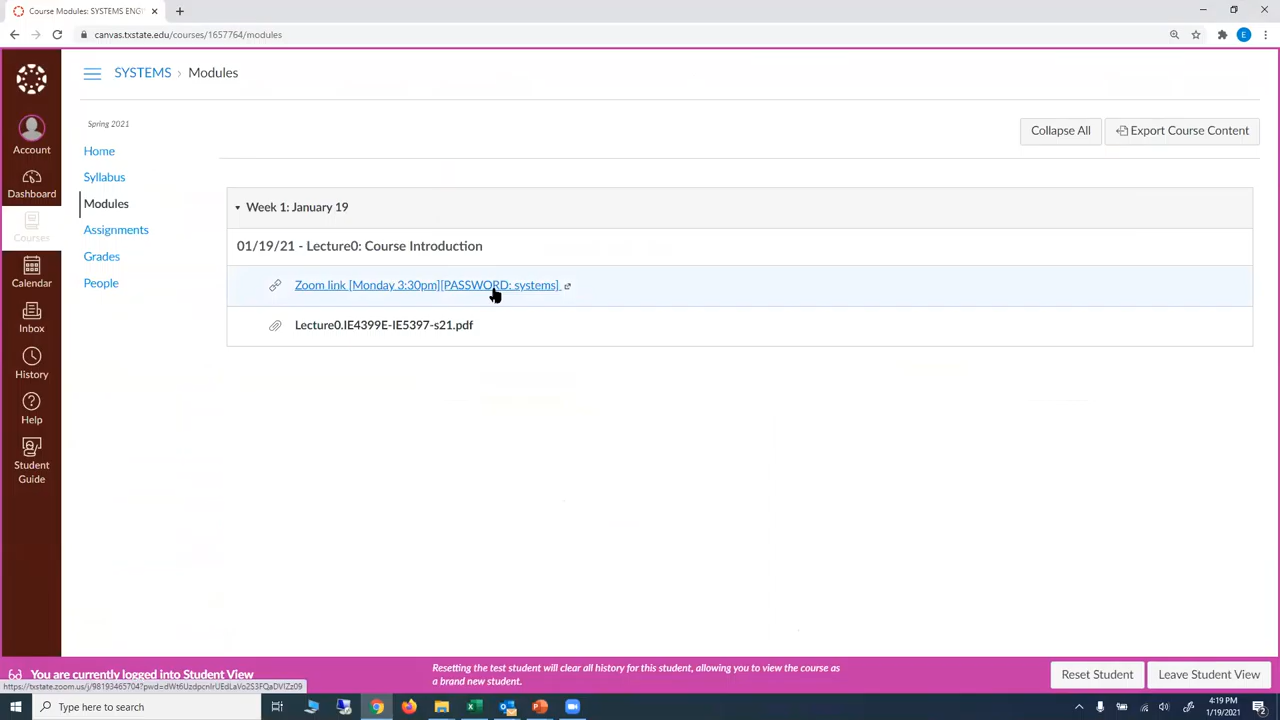 Course Modules: SYSTEMS ENG
canvas.txstate.edu/courses/1657764/modules
E
SYSTEMS › Modules
Spring 2021
Account
Dashboard
Courses
Calendar
Inbox
History
Help
Student
Guide
Home
Syllabus
Modules
Assignments
Grades
People
Collapse All
Export Course Content
Week 1: January 19
01/19/21 - Lecture0: Course Introduction
Zoom link [Monday 3:30pm][PASSWORD: systems]
Lecture0.IE4399E-IE5397-s21.pdf
You are currently logged into Student View
Resetting the test student will clear all history for this student, allowing you to view the course as
a brand new student.
Reset Student
Leave Student View
Type here to search
4:19 PM
1/19/2021
2